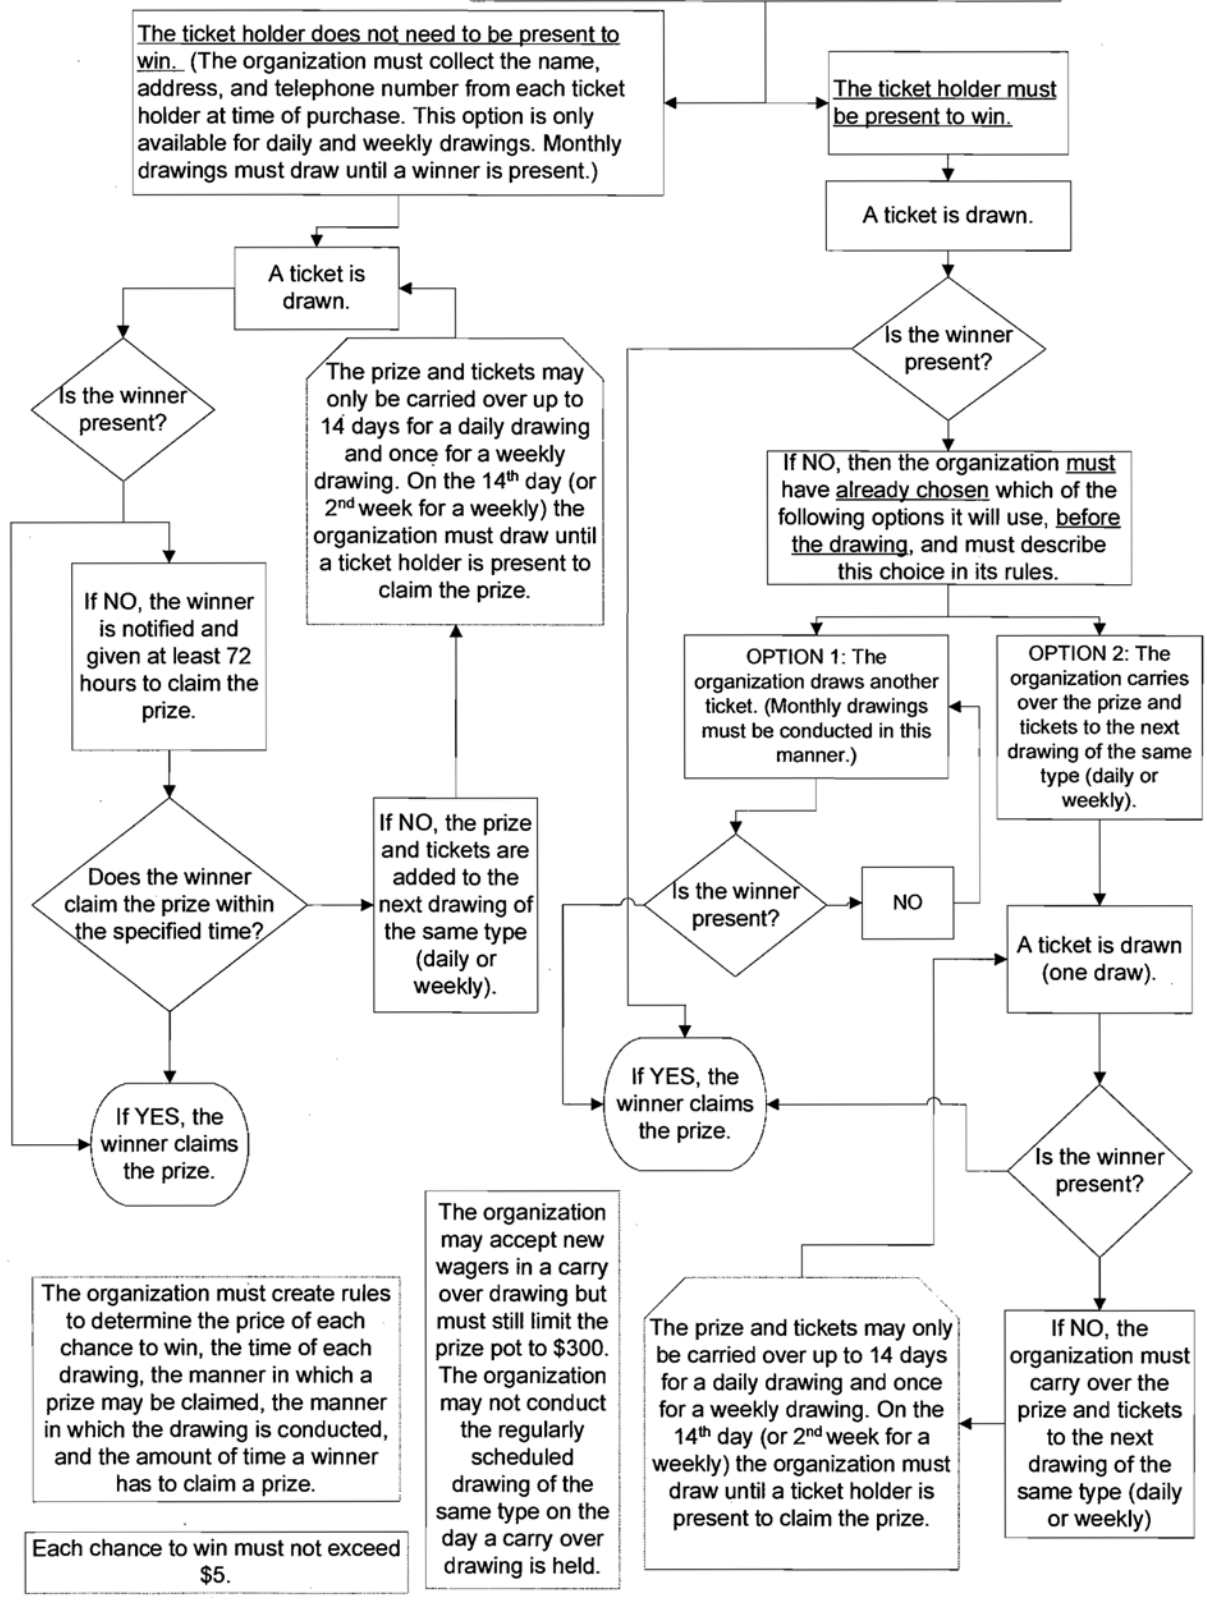 The ticket holder does not need to be present to
win. (The organization must collect the name,
address, and telephone number from each ticket
holder at time of purchase. This option is only
available for daily and weekly drawings. Monthly
drawings must draw until a winner is present.)
A ticket is
drawn.
Is the winner
present?
If NO, the winner
is notified and
given at least 72
hours to claim the
prize.
Does the winner
claim the prize within
the specified time?
If YES, the
winner claims
the prize.
If NO, the prize
and tickets are
added to the
next drawing of
the same type
(daily or
weekly).
The prize and tickets may
only be carried over up to
14 days for a daily drawing
and once for a weekly
drawing. On the 14th day (or
2nd week for a weekly) the
organization must draw until
a ticket holder is present to
claim the prize.
The ticket holder must
be present to win.
A ticket is drawn.
Is the winner
present?
If NO, then the organization must
have already chosen which of the
following options it will use, before
the drawing, and must describe
this choice in its rules.
OPTION 1: The
organization draws another
ticket. (Monthly drawings
must be conducted in this
manner.)
Is the winner
present?
NO
If YES, the
winner claims
the prize.
OPTION 2: The
organization carries
over the prize and
tickets to the next
drawing of the same
type (daily or
weekly).
A ticket is drawn
(one draw).
Is the winner
present?
If NO, the
organization must
carry over the
prize and tickets
to the next
drawing of the
same type (daily
or weekly)
The prize and tickets may only
be carried over up to 14 days
for a daily drawing and once
for a weekly drawing. On the
14th day (or 2nd week for a
weekly) the organization must
draw until a ticket holder is
present to claim the prize.
The organization
may accept new
wagers in a carry
over drawing but
must still limit the
prize pot to $300.
The organization
may not conduct
the regularly
scheduled
drawing of the
same type on the
day a carry over
drawing is held.
The organization must create rules
to determine the price of each
chance to win, the time of each
drawing, the manner in which a
prize may be claimed, the manner
in which the drawing is conducted,
and the amount of time a winner
has to claim a prize.
Each chance to win must not exceed
$5.